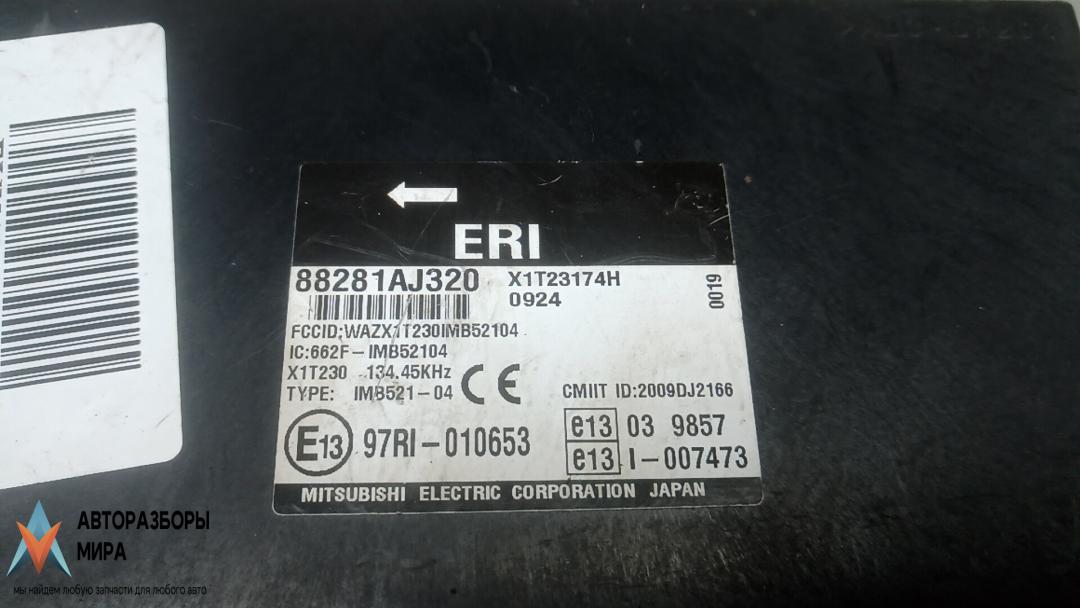 ERI
88281AJ320 X1T23174H
0924
0019
FCCID:WAZX1T230IMB52104
IC:662F-IMB52104
X1T230 134.45KHz
TYPE: IMB521-04 CE CMIIT ID:2009DJ2166
E13 97RI-010653
e13 03 9857
e13 I-007473
MITSUBISHI ELECTRIC CORPORATION JAPAN
АВТОРАЗБОРЫ
МИРА
мы найдем любую запчасти для любого авто